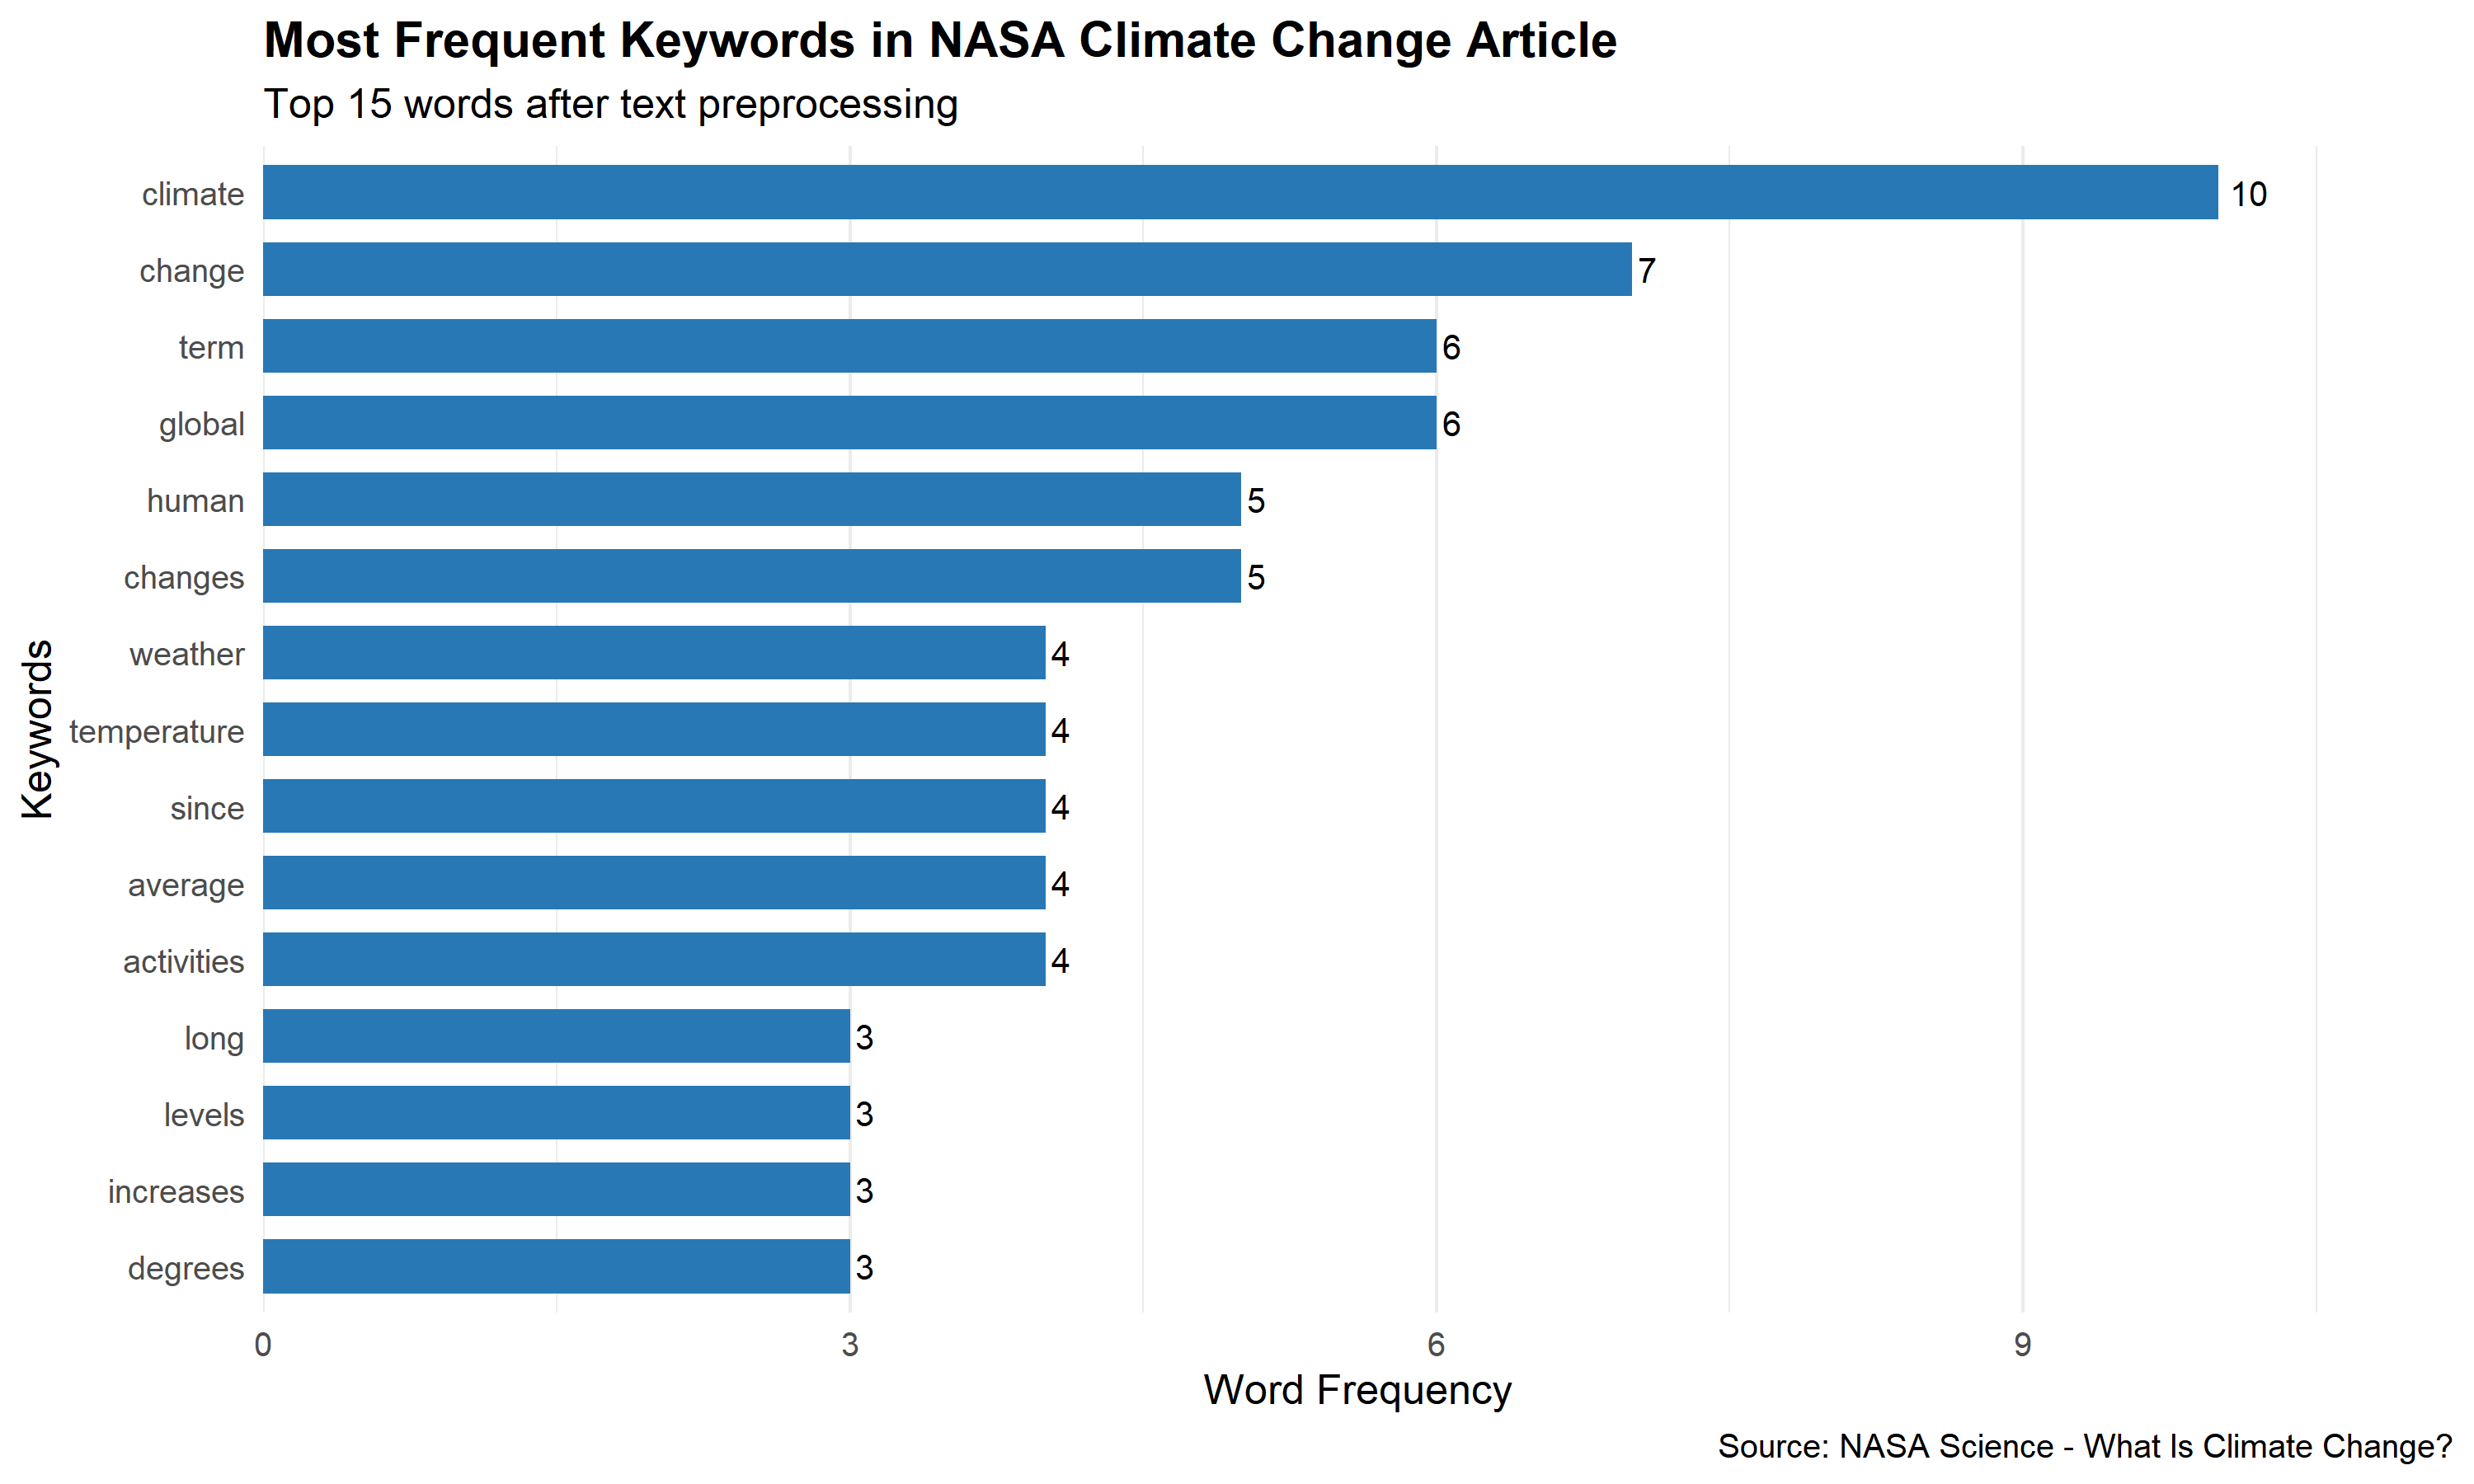 Most Frequent Keywords in NASA Climate Change Article
Top 15 words after text preprocessing
climate 10
change 7
term 6
global 6
human 5
changes 5
weather 4
temperature 4
since 4
average 4
activities 4
long 3
levels 3
increases 3
degrees 3
Keywords
0 3 6 9
Word Frequency
Source: NASA Science - What Is Climate Change?